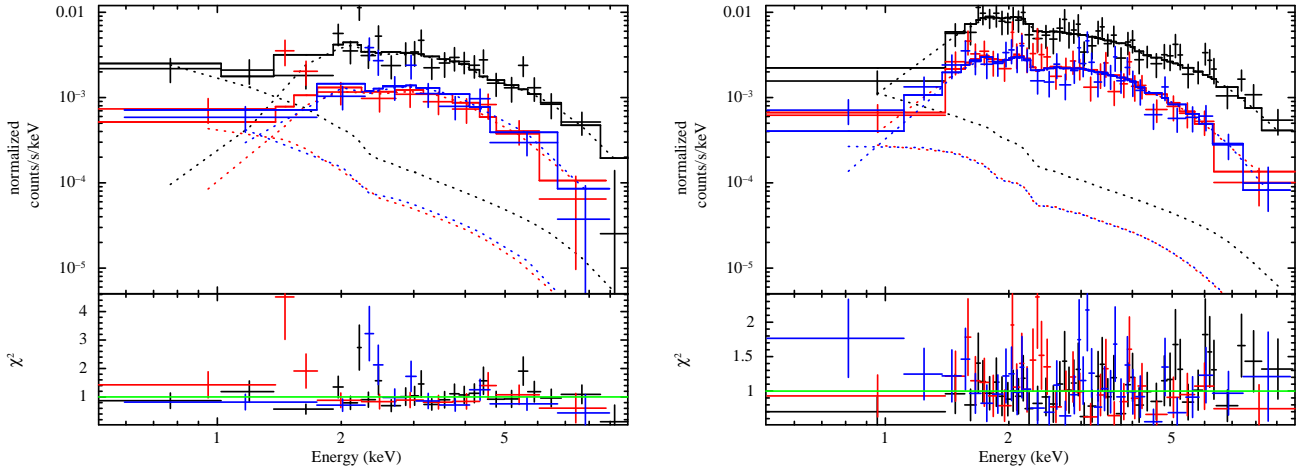 0.01
10⁻³
10⁻⁴
10⁻⁵
normalized
counts/s/keV
4
3
2
1
χ²
1 2 5
Energy (keV)
0.01
10⁻³
10⁻⁴
10⁻⁵
normalized
counts/s/keV
2
1.5
1
χ²
1 2 5
Energy (keV)